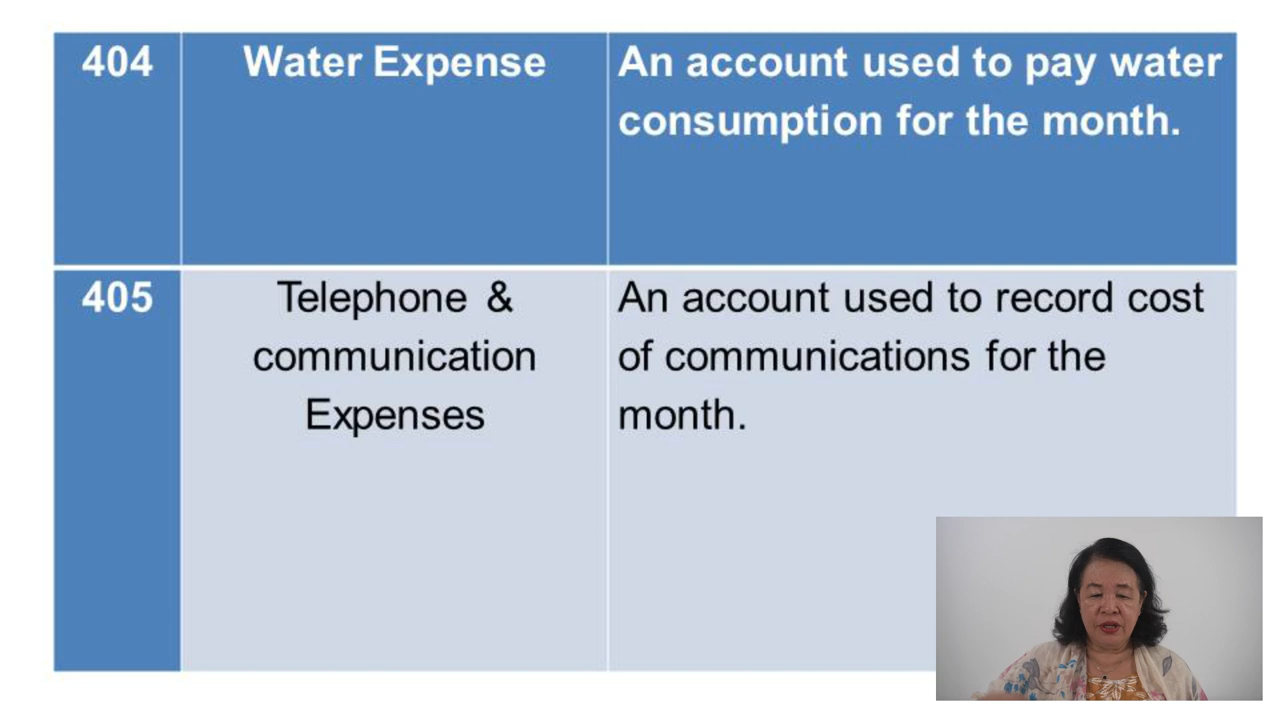 404
Water Expense
An account used to pay water
consumption for the month.
405
Telephone &
communication
Expenses
An account used to record cost
of communications for the
month.